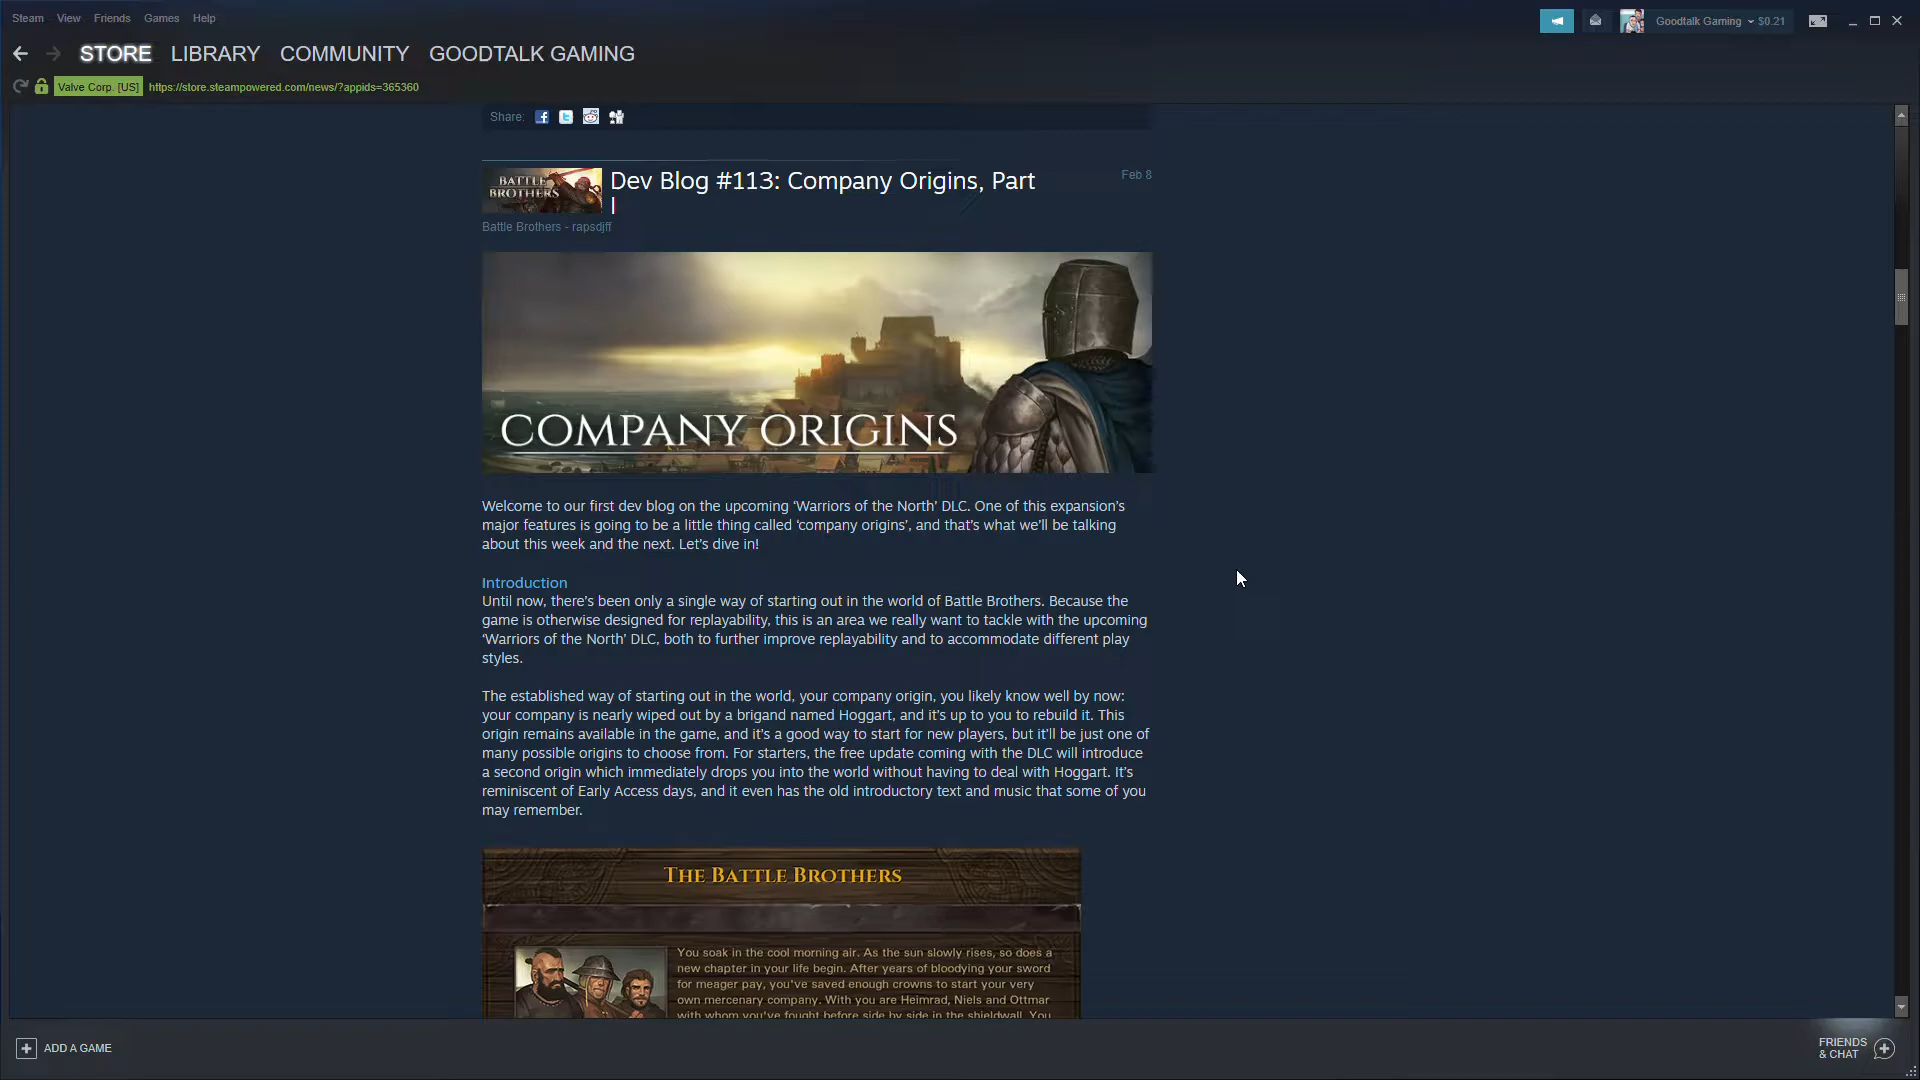 Steam View Friends Games Help
Goodtalk Gaming $0.21
STORE LIBRARY COMMUNITY GOODTALK GAMING
Valve Corp. [US] https://store.steampowered.com/news/?appids=365360
Share:
BATTLE
BROTHERS
Dev Blog #113: Company Origins, Part
I
Feb 8
Battle Brothers - rapsdjff
COMPANY ORIGINS
Welcome to our first dev blog on the upcoming ‘Warriors of the North’ DLC. One of this expansion’s
major features is going to be a little thing called ‘company origins’, and that’s what we’ll be talking
about this week and the next. Let’s dive in!
Introduction
Until now, there’s been only a single way of starting out in the world of Battle Brothers. Because the
game is otherwise designed for replayability, this is an area we really want to tackle with the upcoming
‘Warriors of the North’ DLC, both to further improve replayability and to accommodate different play
styles.
The established way of starting out in the world, your company origin, you likely know well by now:
your company is nearly wiped out by a brigand named Hoggart, and it’s up to you to rebuild it. This
origin remains available in the game, and it’s a good way to start for new players, but it’ll be just one of
many possible origins to choose from. For starters, the free update coming with the DLC will introduce
a second origin which immediately drops you into the world without having to deal with Hoggart. It’s
reminiscent of Early Access days, and it even has the old introductory text and music that some of you
may remember.
THE BATTLE BROTHERS
You soak in the cool morning air. As the sun slowly rises, so does a
new chapter in your life begin. After years of bloodying your sword
for meager pay, you've saved enough crowns to start your very
own mercenary company. With you are Heimrad, Niels and Ottmar
with whom you've fought before side by side in the shieldwall. You
ADD A GAME
FRIENDS
& CHAT